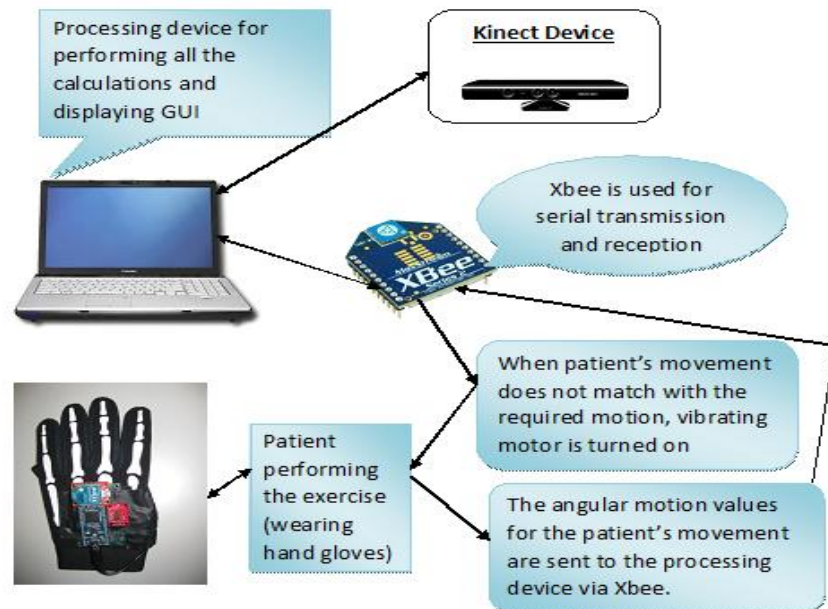 Processing device for
performing all the
calculations and
displaying GUI
Kinect Device
Xbee is used for
serial transmission
and reception
XBee
Series 2
When patient's movement
does not match with the
required motion, vibrating
motor is turned on
Patient
performing
the exercise
(wearing
hand gloves)
The angular motion values
for the patient's movement
are sent to the processing
device via Xbee.